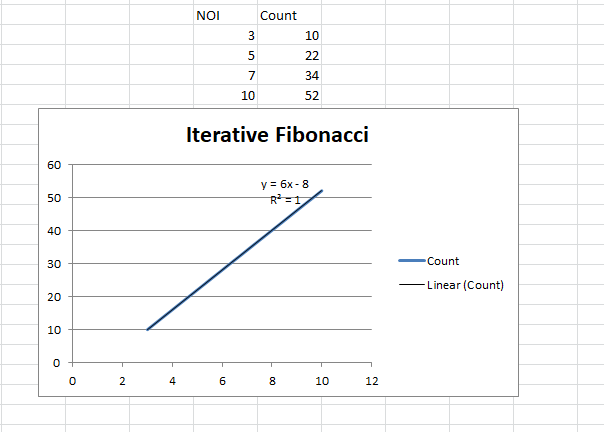 NOI Count
3 10
5 22
7 34
10 52
Iterative Fibonacci
60
50
40
30
20
10
0
y = 6x - 8
R² = 1
Count
Linear (Count)
0 2 4 6 8 10 12